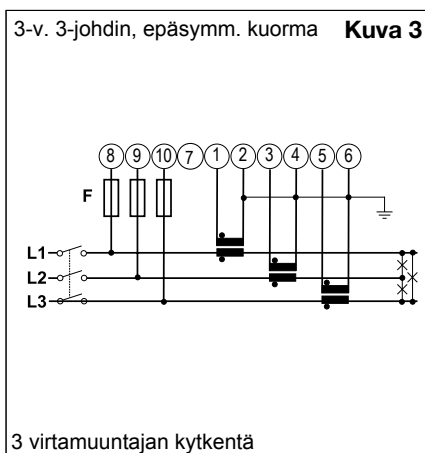 3-v. 3-johdin, epäsymm. kuorma Kuva 3
8 9 10 7 1 2 3 4 5 6
F
L1
L2
L3
3 virtamuuntajan kytkentä